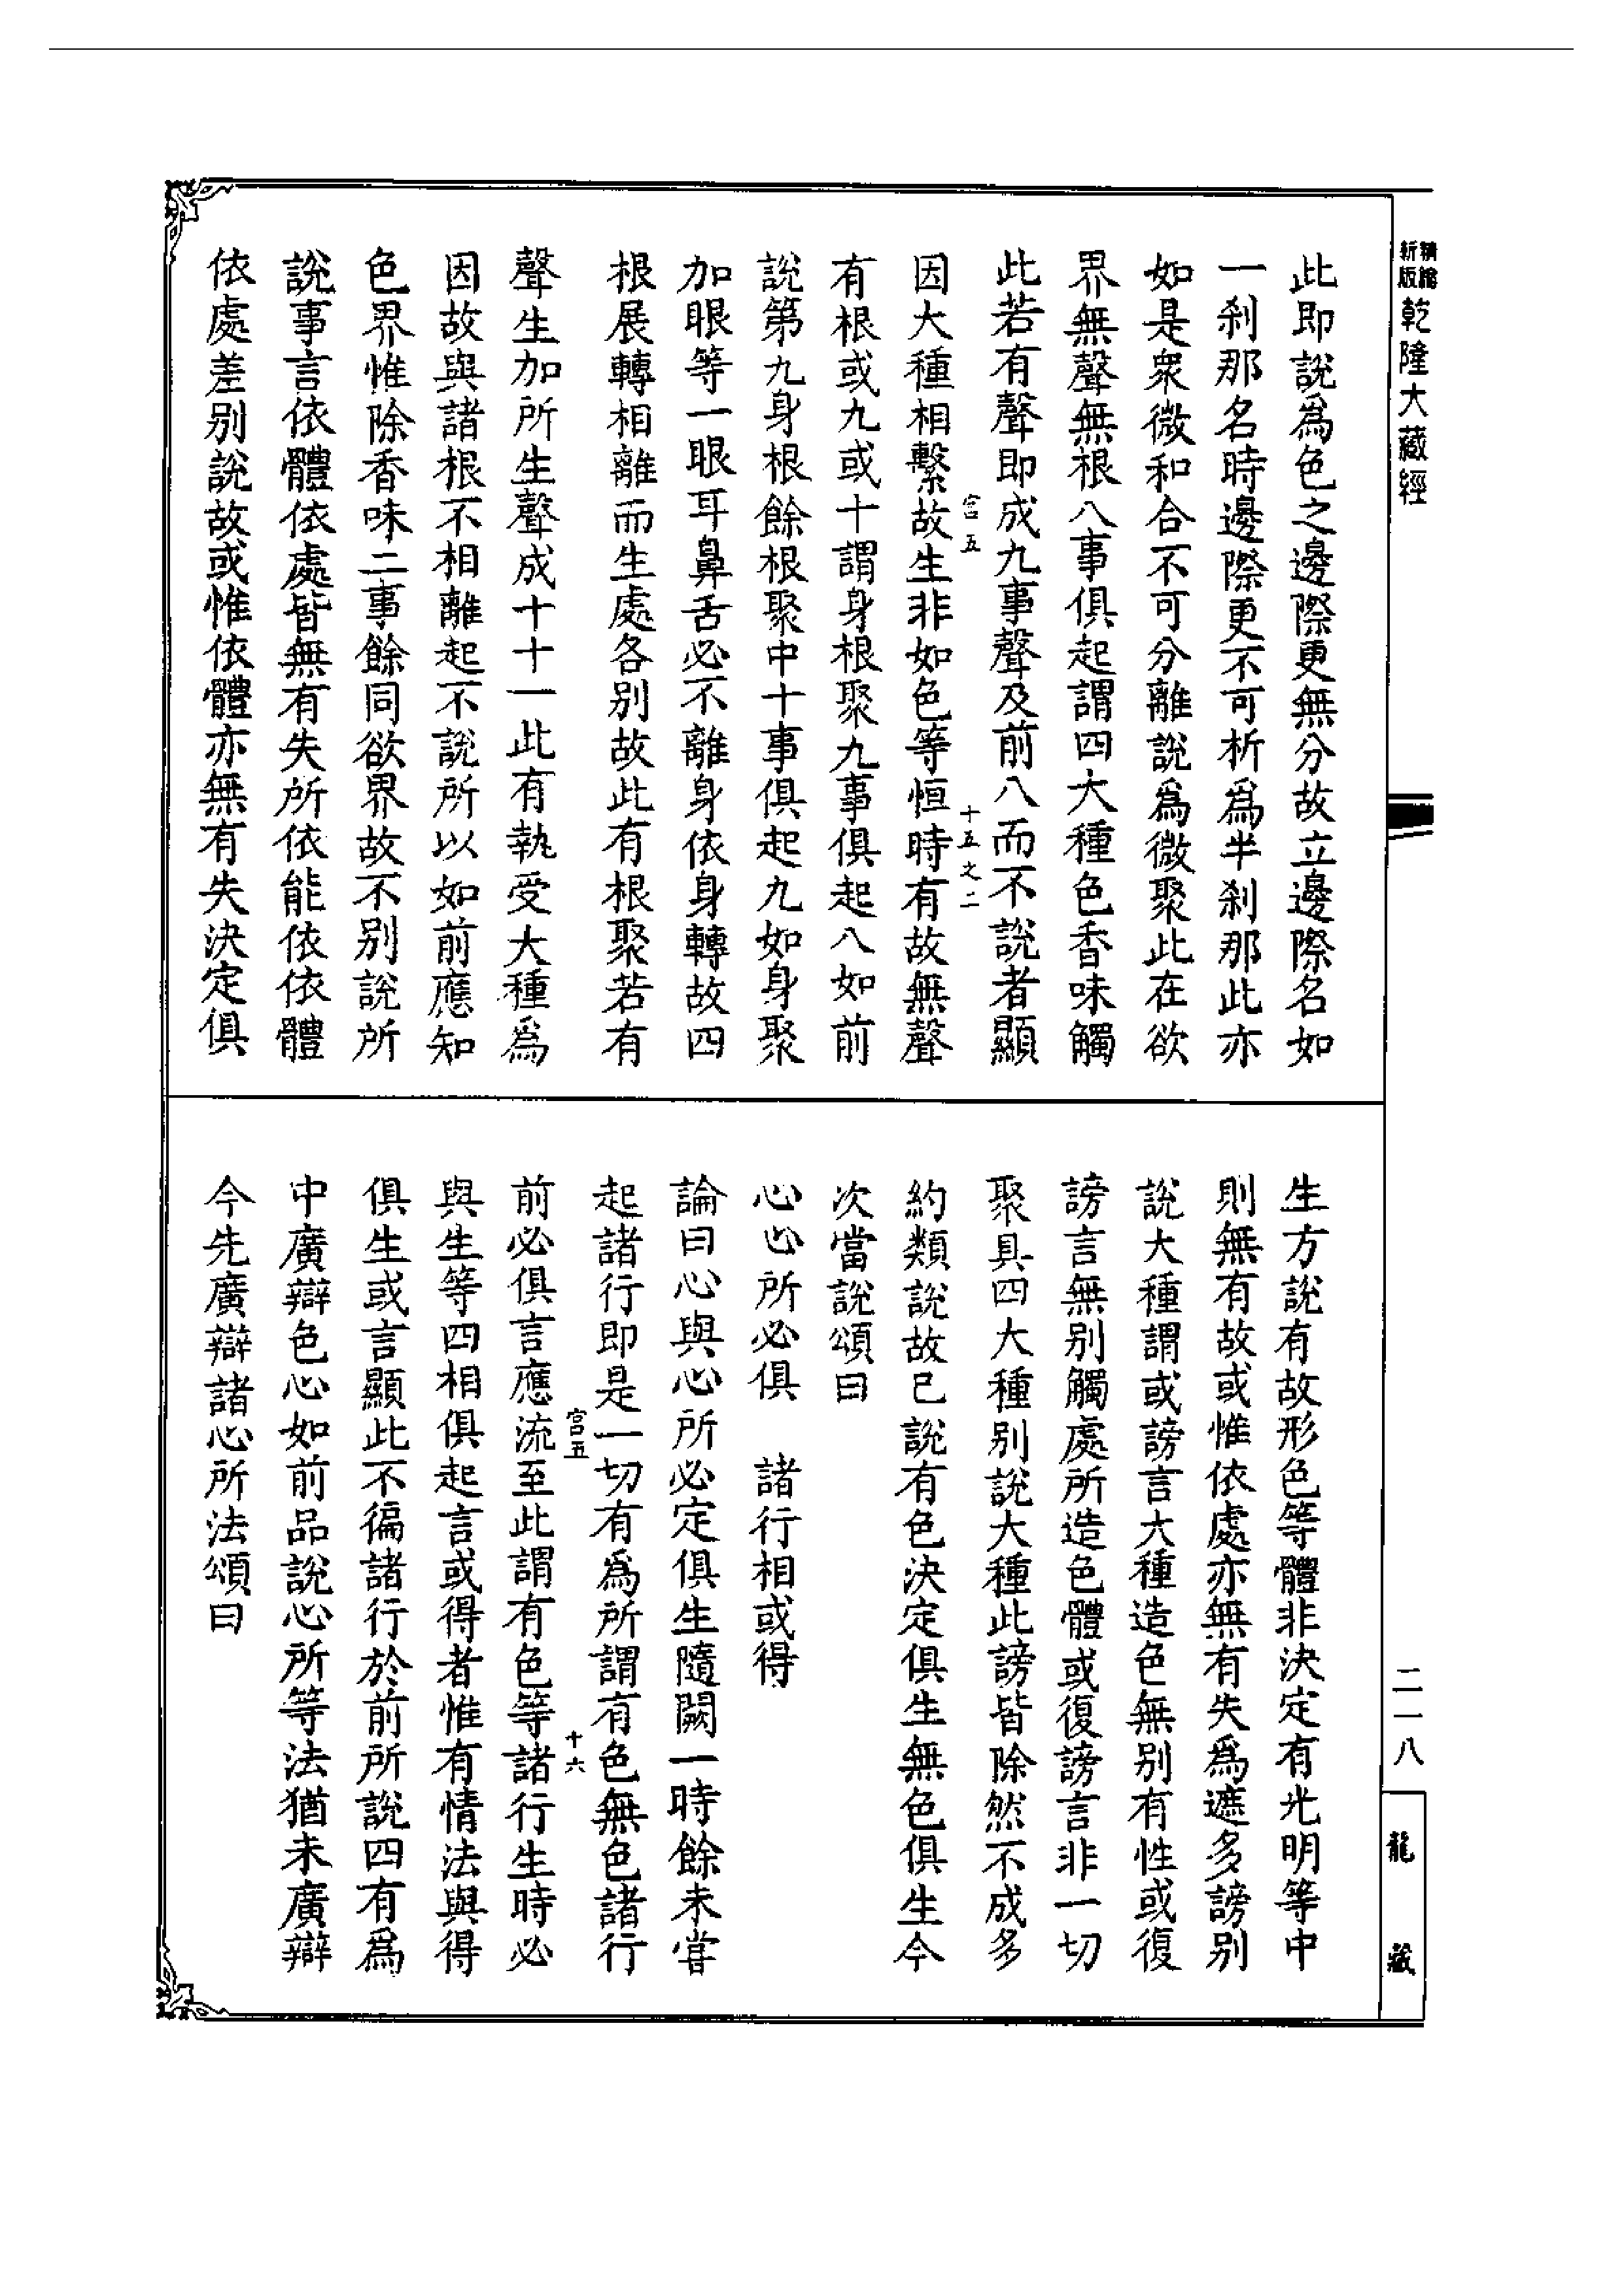 精縮新版乾隆大藏經
此即說為色之邊際更無分故立邊際名如
一刹那名時邊際更不可析為半刹那此亦
如是衆微和合不可分離說為微聚此在欲
界無聲無根八事俱起謂四大種色香味觸
此若有聲即成九事聲及前八而不說者顯
宮五 十五之二
因大種相繫故生非如色等恒時有故無聲
有根或九或十謂身根聚九事俱起八如前
說第九身根餘根聚中十事俱起九如身聚
加眼等一眼耳鼻舌必不離身依身轉故四
根展轉相離而生處各別故此有根聚若有
聲生加所生聲成十十一此有執受大種為
因故與諸根不相離起不說所以如前應知
色界惟除香味二事餘同欲界故不別說所
說事言依體依處皆無有失所依能依依體
依處差別說故或惟依體亦無有失決定俱
生方說有故形色等體非決定有光明等中
則無有故或惟依處亦無有失為遮多謗別
說大種謂或謗言大種造色無別有性或復
謗言無別觸處所造色體或復謗言非一切
聚具四大種別說大種此謗皆除然不成多
約類說故已說有色決定俱生無色俱生今
次當說頌曰
心心所必俱　諸行相或得
論曰心與心所必定俱生隨闕一時餘未嘗
起諸行即是一切有為所謂有色無色諸行
宮五 十六
前必俱言應流至此謂有色等諸行生時必
與生等四相俱起言或得者惟有情法與得
俱生或言顯此不徧諸行於前所說四有為
中廣辯色心如前品說心所等法猶未廣辯
今先廣辯諸心所法頌曰
二一八
龍藏